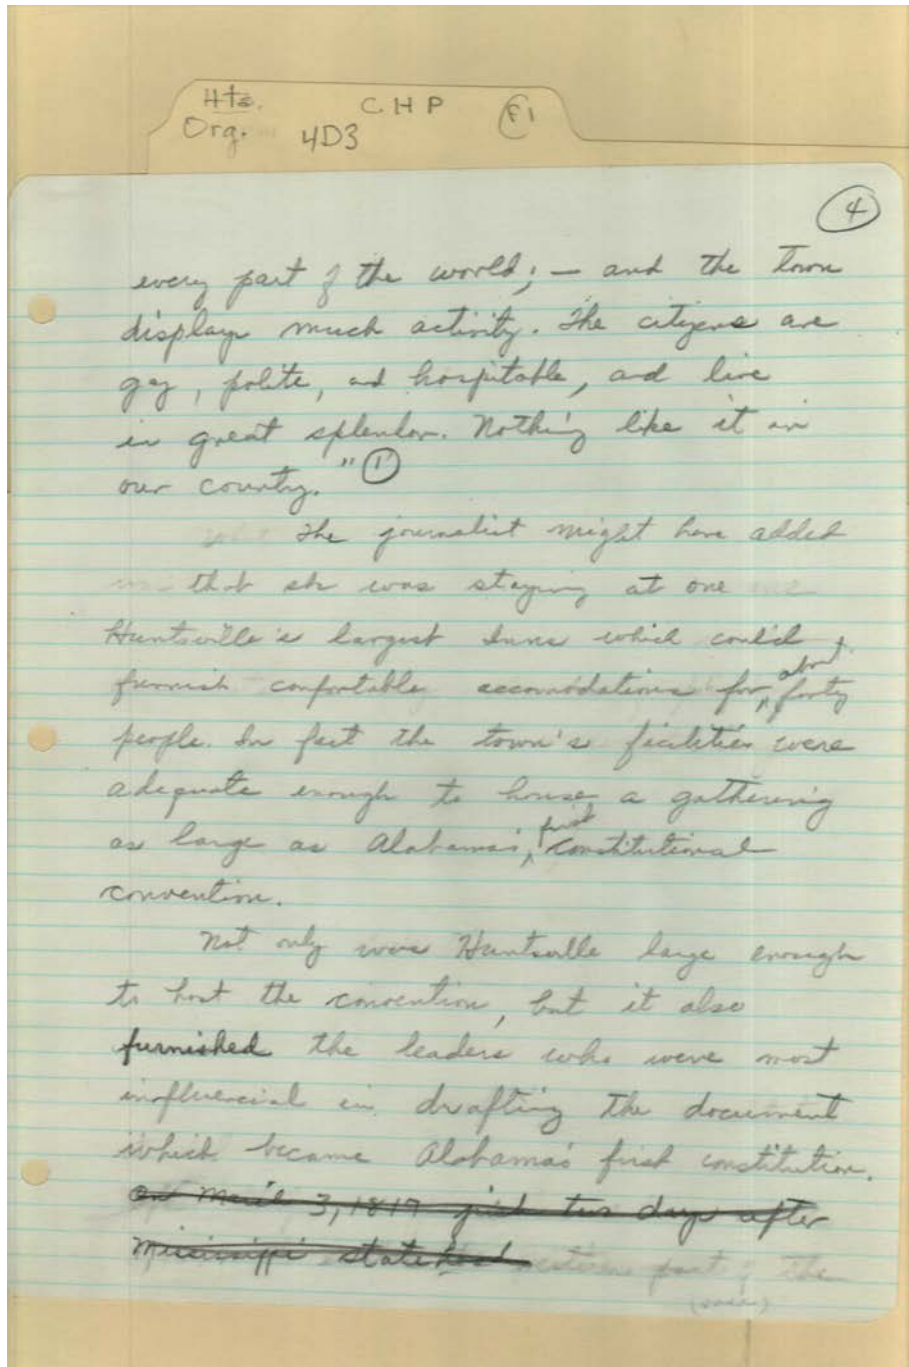 Hts. CHP F1
Org. 4D3
4
every part of the world; — and the town
displays much activity. The citizens are
gay, polite, and hospitable, and live
in great splendor. Nothing like it in
our country." 1
The journalist might have added
that she was staying at one
Huntsville's largest Inns which could
furnish comfortable accomodations for about forty
people. In fact the town's facilities were
adequate enough to house a gathering
as large as Alabama's first constitutional
convention.
Not only was Huntsville large enough
to host the convention, but it also
furnished the leaders who were most
influencial in drafting the document
which became Alabama's first constitution.
on 3, 1817 just two days after
Mississippi statehood part of the